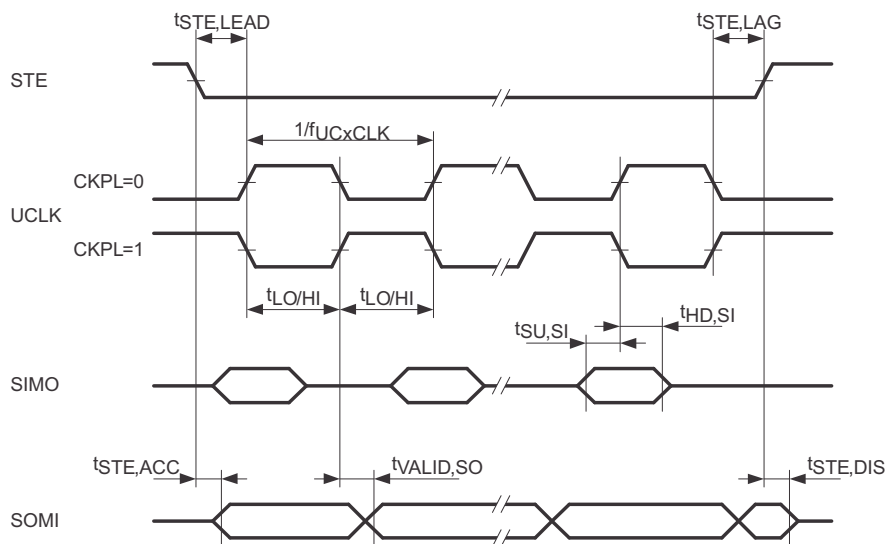 tSTE,LEAD
tSTE,LAG
STE
1/fUCxCLK
CKPL=0
UCLK
CKPL=1
tLO/HI
tLO/HI
tSU,SI
tHD,SI
SIMO
tSTE,ACC
tVALID,SO
tSTE,DIS
SOMI